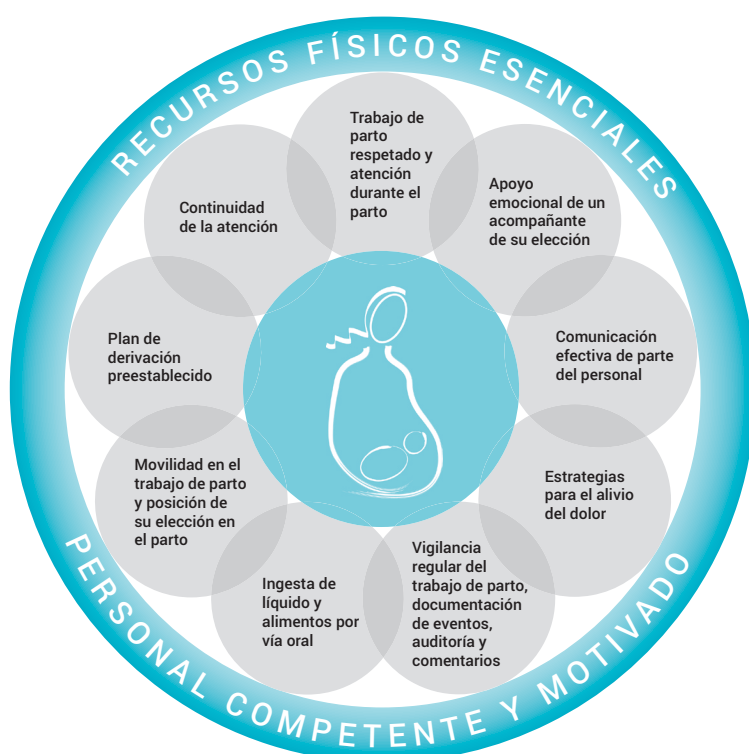 RECURSOS FÍSICOS ESENCIALES
Trabajo de
parto
respetado y
atención
durante el
parto
Apoyo
emocional de un
acompañante
de su elección
Comunicación
efectiva de parte
del personal
Estrategias
para el alivio
del dolor
Vigilancia
regular del
trabajo de parto,
documentación
de eventos,
auditoría y
comentarios
Ingesta de
líquido y
alimentos por
vía oral
Movilidad en el
trabajo de parto
y posición de
su elección en
el parto
Plan de
derivación
preestablecido
Continuidad
de la atención
PERSONAL COMPETENTE Y MOTIVADO